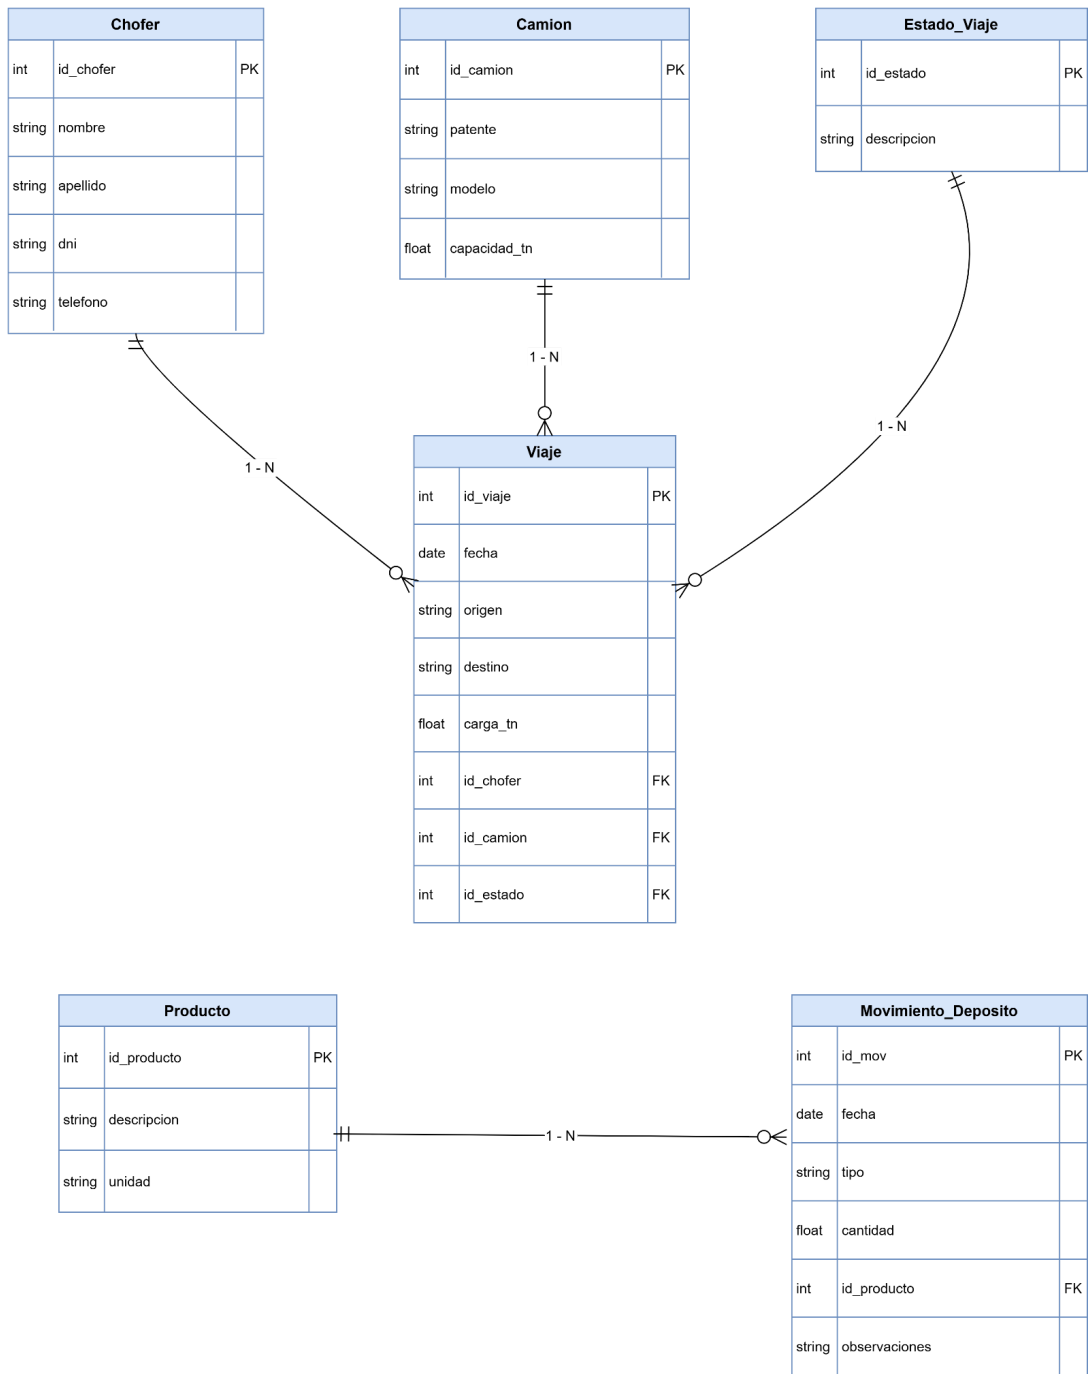 Chofer
int id_chofer PK
string nombre
string apellido
string dni
string telefono
Camion
int id_camion PK
string patente
string modelo
float capacidad_tn
Estado_Viaje
int id_estado PK
string descripcion
1 - N
1 - N
1 - N
Viaje
int id_viaje PK
date fecha
string origen
string destino
float carga_tn
int id_chofer FK
int id_camion FK
int id_estado FK
Producto
int id_producto PK
string descripcion
string unidad
1 - N
Movimiento_Deposito
int id_mov PK
date fecha
string tipo
float cantidad
int id_producto FK
string observaciones